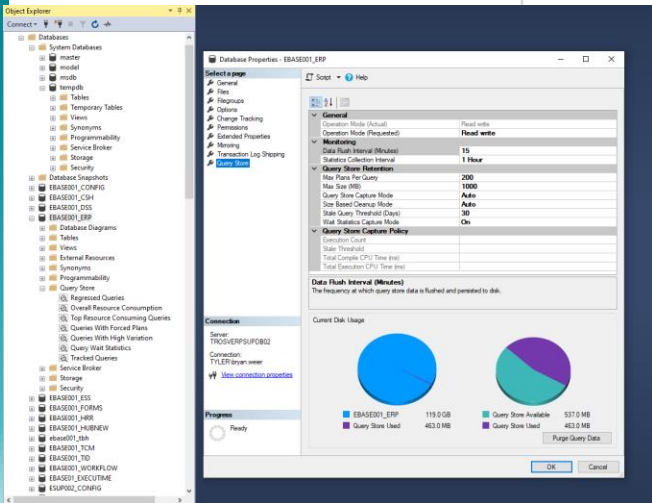 Object Explorer
Connect
Databases
System Databases
master
model
msdb
tempdb
Tables
Temporary Tables
Views
Synonyms
Programmability
Service Broker
Storage
Security
Database Snapshots
EBASE001_CONFIG
EBASE001_CSH
EBASE001_DSS
EBASE001_ERP
Database Diagrams
Tables
Views
External Resources
Synonyms
Programmability
Query Store
Regressed Queries
Overall Resource Consumption
Top Resource Consuming Queries
Queries With Forced Plans
Queries With High Variation
Query Wait Statistics
Tracked Queries
Service Broker
Storage
Security
EBASE001_ESS
EBASE001_FORMS
EBASE001_HRR
EBASE001_HUBNEW
ebase001_tbh
EBASE001_TCM
EBASE001_TID
EBASE001_WORKFLOW
EBASE01_EXECUTIME
ESUP002_CONFIG
Database Properties - EBASE001_ERP
Select a page
General
Files
Filegroups
Options
Change Tracking
Permissions
Extended Properties
Mirroring
Transaction Log Shipping
Query Store
Connection
Server:
TROSVERPSUFDB02
Connection:
TYLER\bryan.weier
View connection properties
Progress
Ready
Script Help
General
Operation Mode (Actual) Read write
Operation Mode (Requested) Read write
Monitoring
Data Flush Interval (Minutes) 15
Statistics Collection Interval 1 Hour
Query Store Retention
Max Plans Per Query 200
Max Size (MB) 1000
Query Store Capture Mode Auto
Size Based Cleanup Mode Auto
Stale Query Threshold (Days) 30
Wait Statistics Capture Mode On
Query Store Capture Policy
Execution Count
Stale Threshold
Total Compile CPU Time (ms)
Total Execution CPU Time (ms)
Data Flush Interval (Minutes)
The frequency at which query store data is flushed and persisted to disk.
Current Disk Usage
EBASE001_ERP 119.0 GB
Query Store Used 463.0 MB
Query Store Available 537.0 MB
Query Store Used 463.0 MB
Purge Query Data
OK Cancel